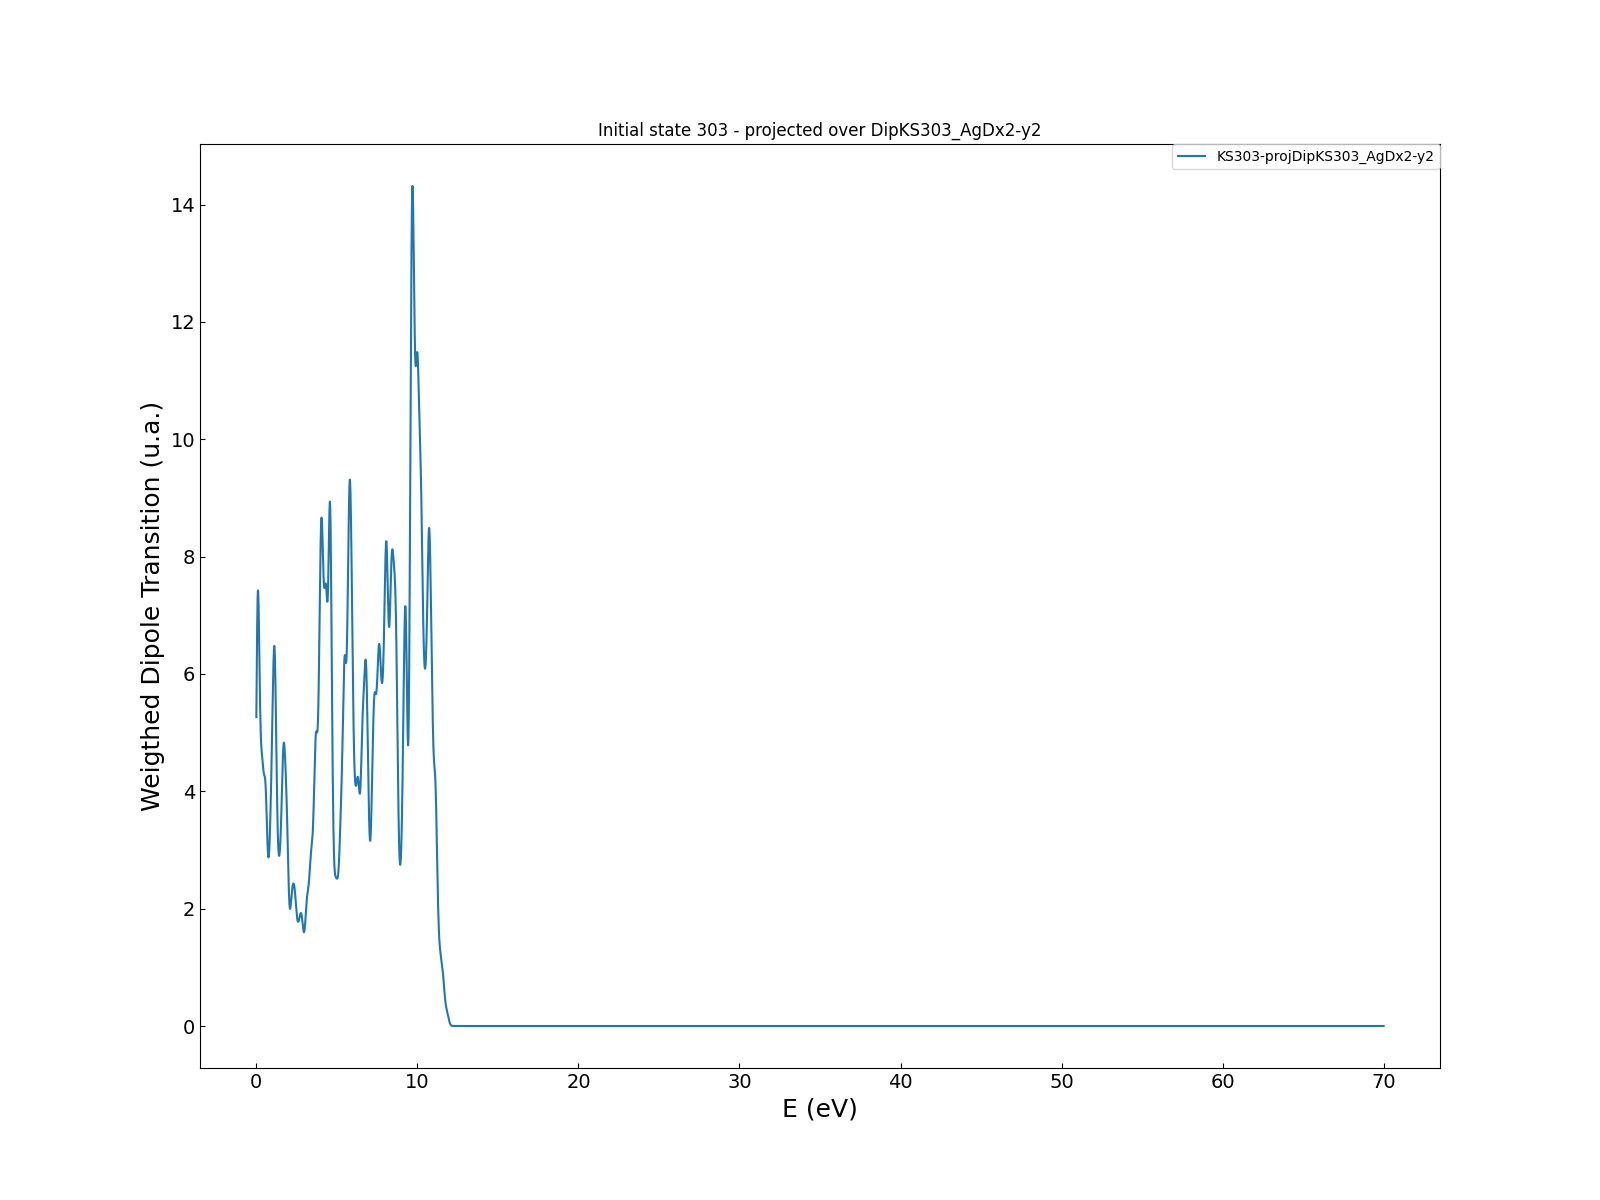 Initial state 303 - projected over DipKS303_AgDx2-y2
KS303-projDipKS303_AgDx2-y2
Weigthed Dipole Transition (u.a.)
14
12
10
8
6
4
2
0
0 10 20 30 40 50 60 70
E (eV)